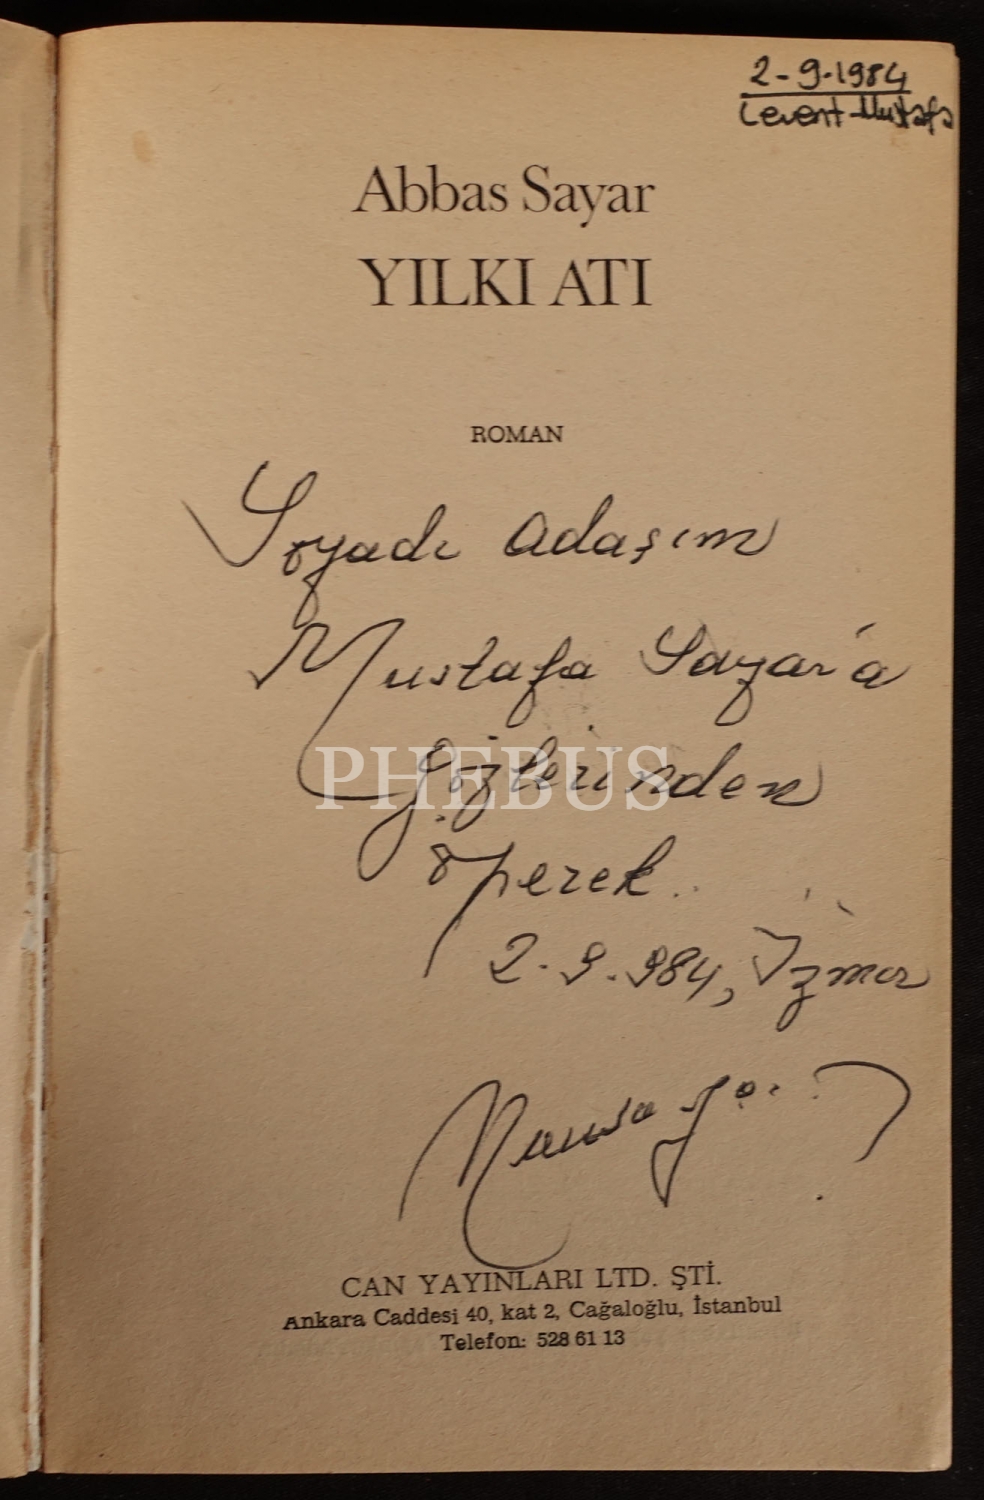 2-9-1984
Levent-Mustafa
Abbas Sayar
YILKI ATI
ROMAN
Soyadı adaşım
Mustafa Sayar'a
gözlerinden
öperek..
2.9.984, İzmir
PHEBUS
CAN YAYINLARI LTD. ŞTİ.
Ankara Caddesi 40, kat 2, Cağaloğlu, İstanbul
Telefon: 528 61 13